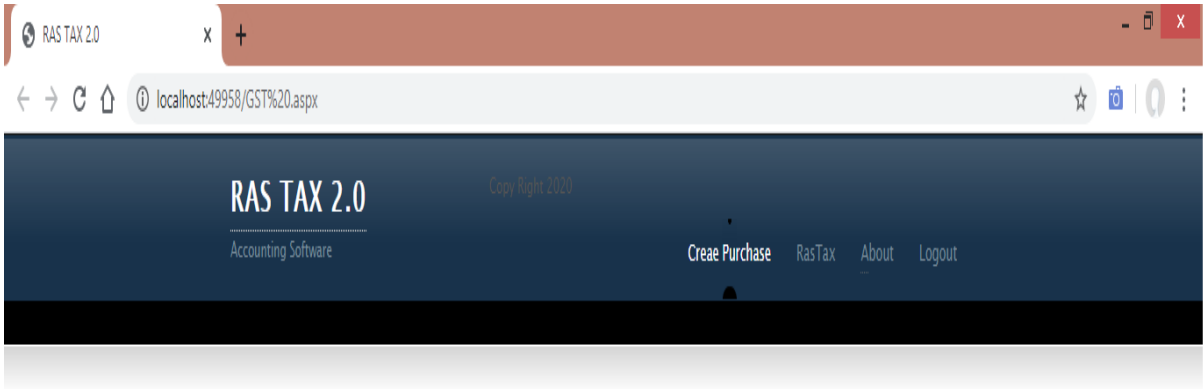 RAS TAX 2.0
localhost:49958/GST%20.aspx
RAS TAX 2.0
Copy Right 2020
Accounting Software
Creae Purchase RasTax About Logout